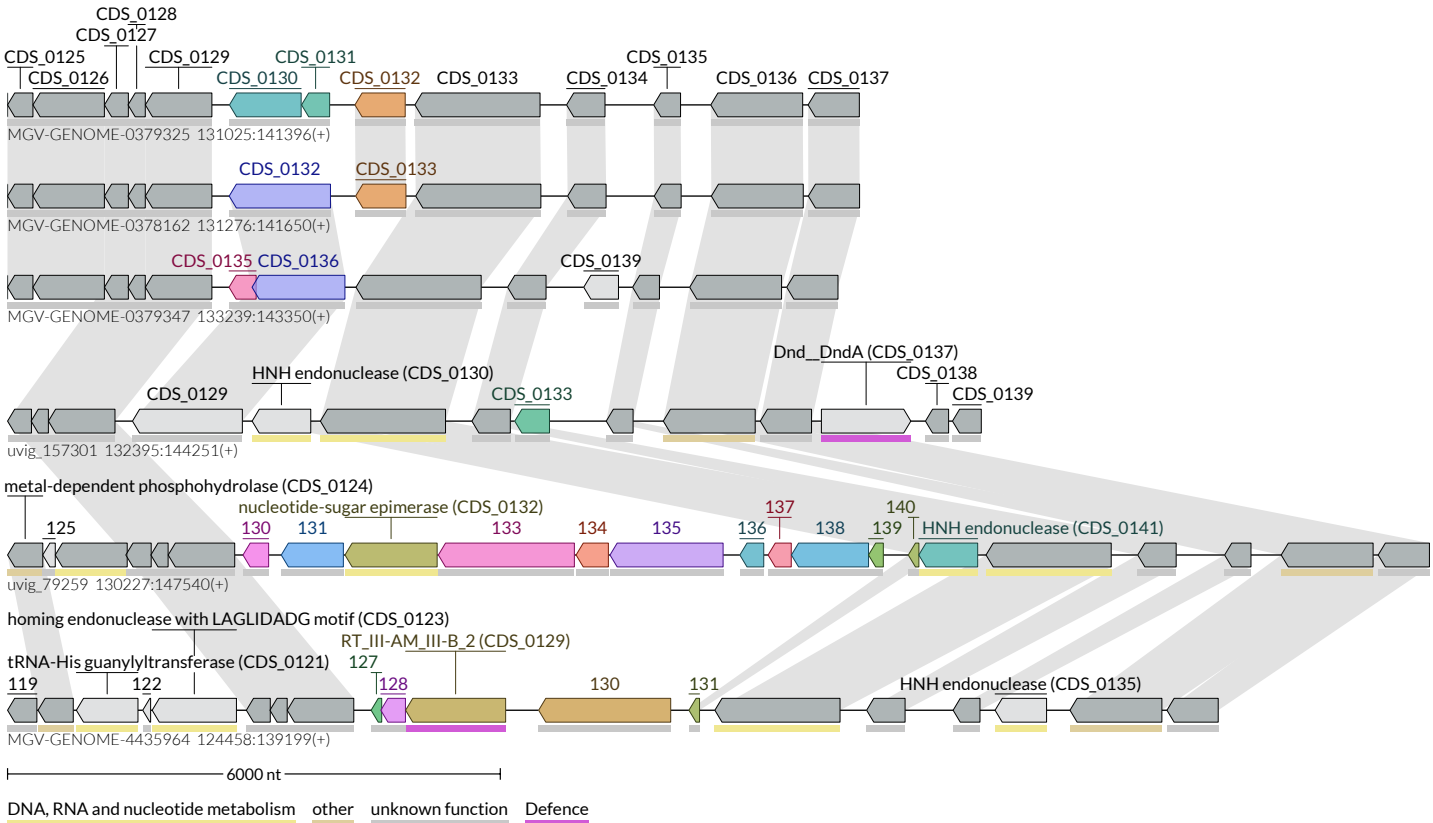 CDS_0128
CDS_0127
CDS_0125 CDS_0129 CDS_0131 CDS_0135
CDS_0126 CDS_0130 CDS_0132 CDS_0133 CDS_0134 CDS_0136 CDS_0137
MGV-GENOME-0379325 131025:141396(+)
CDS_0132 CDS_0133
MGV-GENOME-0378162 131276:141650(+)
CDS_0135 CDS_0136 CDS_0139
MGV-GENOME-0379347 133239:143350(+)
Dnd__DndA (CDS_0137)
HNH endonuclease (CDS_0130) CDS_0138
CDS_0129 CDS_0133 CDS_0139
uvig_157301 132395:144251(+)
metal-dependent phosphohydrolase (CDS_0124)
nucleotide-sugar epimerase (CDS_0132) 137 140
125 130 131 133 134 135 136 138 139 HNH endonuclease (CDS_0141)
uvig_79259 130227:147540(+)
homing endonuclease with LAGLIDADG motif (CDS_0123)
RT_III-AM_III-B_2 (CDS_0129)
tRNA-His guanylyltransferase (CDS_0121) 127
119 122 128 130 131 HNH endonuclease (CDS_0135)
MGV-GENOME-4435964 124458:139199(+)
6000 nt
DNA, RNA and nucleotide metabolism other unknown function Defence